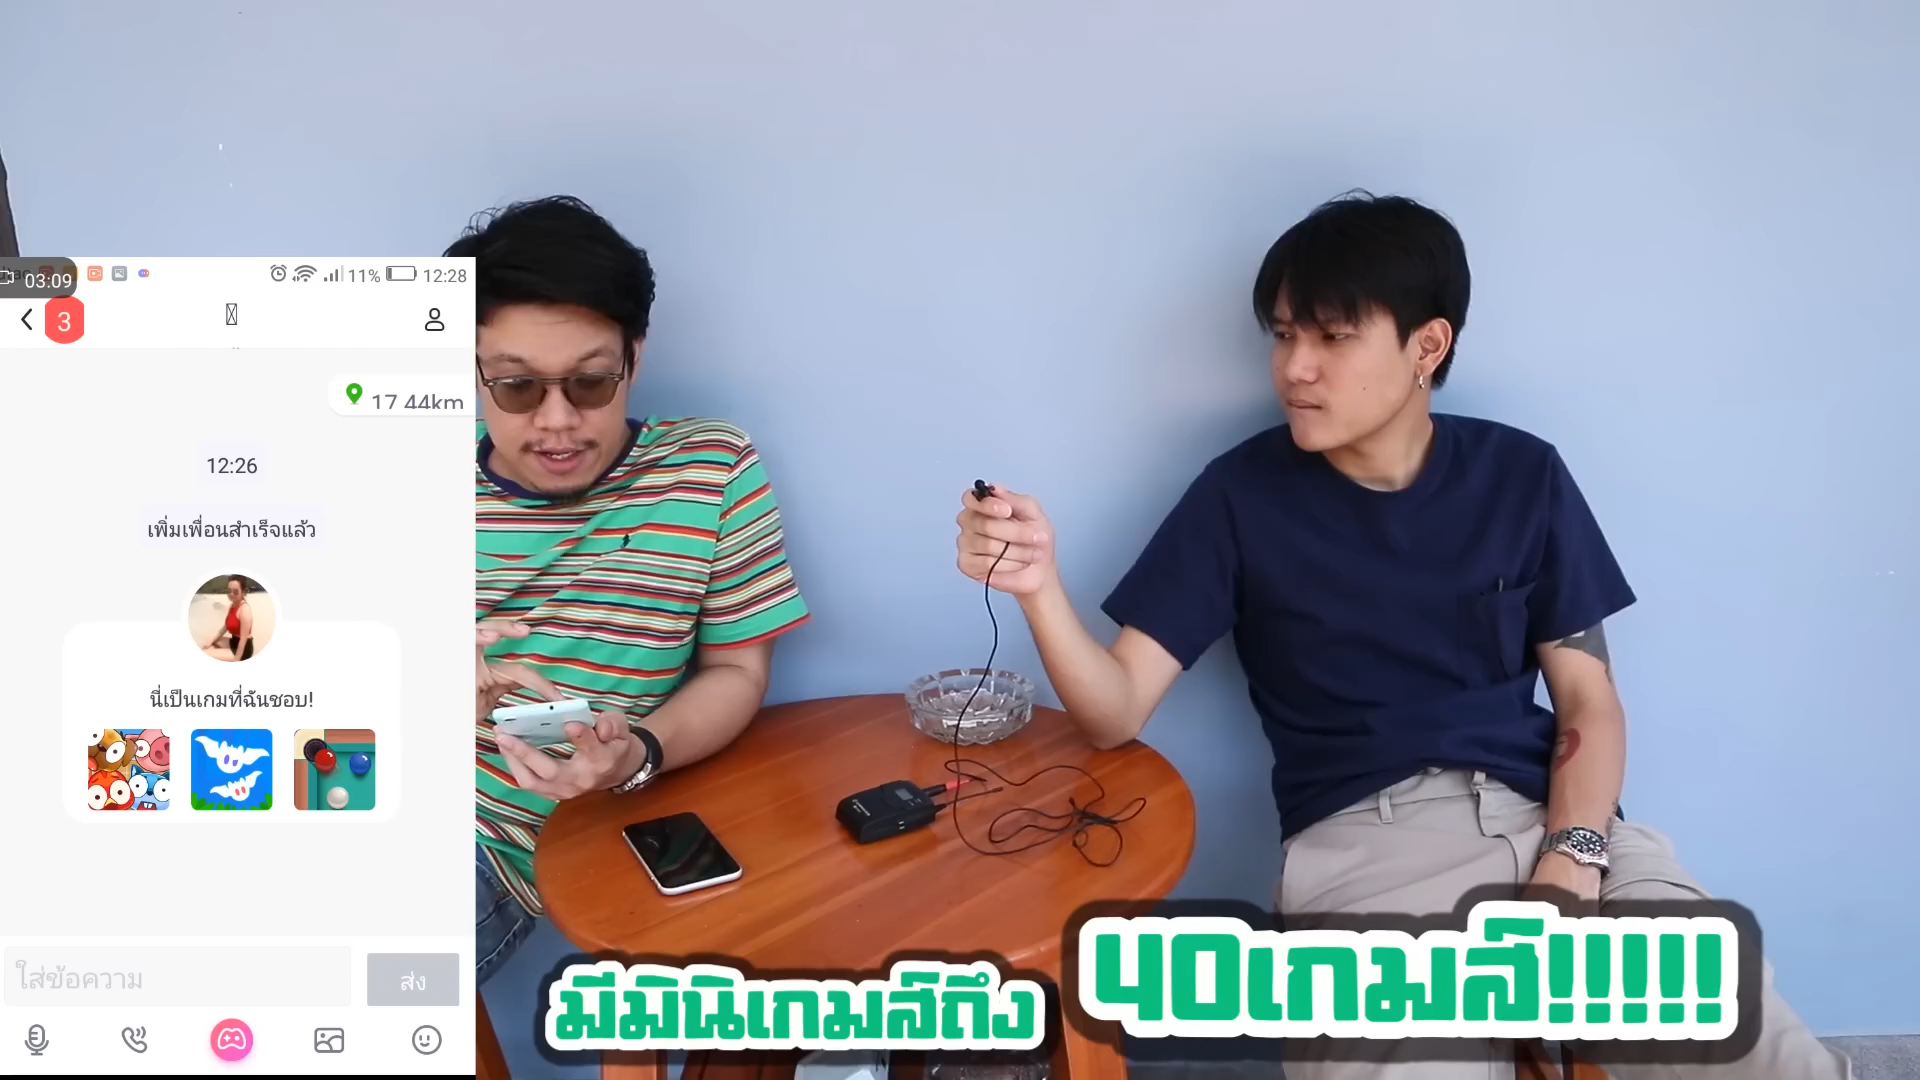 03:09
11%
12:28
3
17.44km
12:26
เพิ่มเพื่อนสำเร็จแล้ว
นี่เป็นเกมที่ฉันชอบ!
ใส่ข้อความ
ส่ง
มีมินิเกมส์ถึง
40เกมส์!!!!!